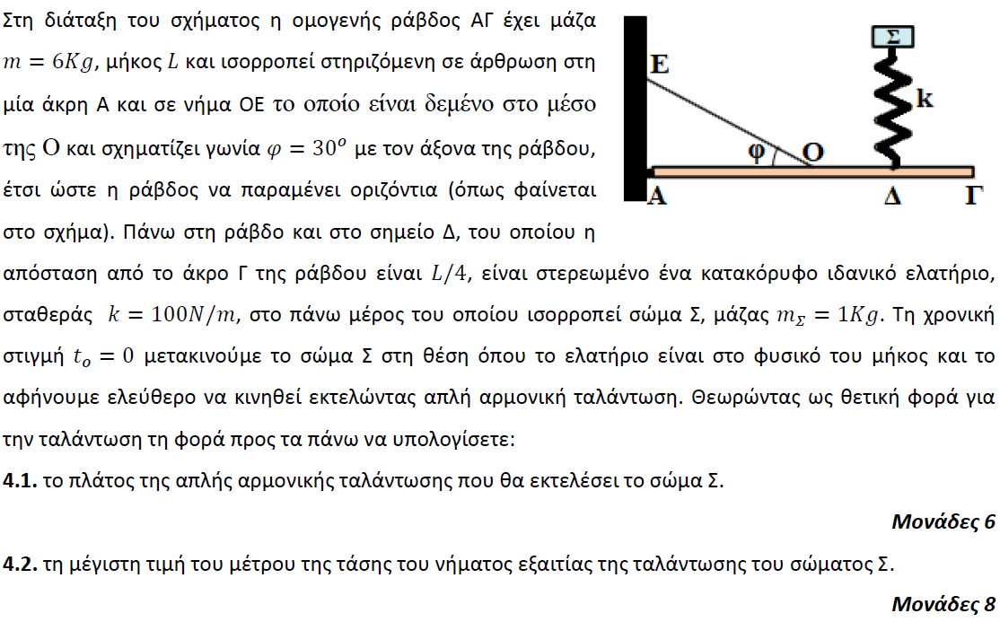 Στη διάταξη του σχήματος η ομογενής ράβδος ΑΓ έχει μάζα
m = 6Kg, μήκος L και ισορροπεί στηριζόμενη σε άρθρωση στη
μία άκρη Α και σε νήμα ΟΕ το οποίο είναι δεμένο στο μέσο
της Ο και σχηματίζει γωνία φ = 30° με τον άξονα της ράβδου,
έτσι ώστε η ράβδος να παραμένει οριζόντια (όπως φαίνεται
στο σχήμα). Πάνω στη ράβδο και στο σημείο Δ, του οποίου η
απόσταση από το άκρο Γ της ράβδου είναι L/4, είναι στερεωμένο ένα κατακόρυφο ιδανικό ελατήριο,
σταθεράς k = 100N/m, στο πάνω μέρος του οποίου ισορροπεί σώμα Σ, μάζας m_Σ = 1Kg. Τη χρονική
στιγμή t_o = 0 μετακινούμε το σώμα Σ στη θέση όπου το ελατήριο είναι στο φυσικό του μήκος και το
αφήνουμε ελεύθερο να κινηθεί εκτελώντας απλή αρμονική ταλάντωση. Θεωρώντας ως θετική φορά για
την ταλάντωση τη φορά προς τα πάνω να υπολογίσετε:
4.1. το πλάτος της απλής αρμονικής ταλάντωσης που θα εκτελέσει το σώμα Σ.
Μονάδες 6
4.2. τη μέγιστη τιμή του μέτρου της τάσης του νήματος εξαιτίας της ταλάντωσης του σώματος Σ.
Μονάδες 8
Σ
Ε
k
φ
Ο
Α
Δ
Γ